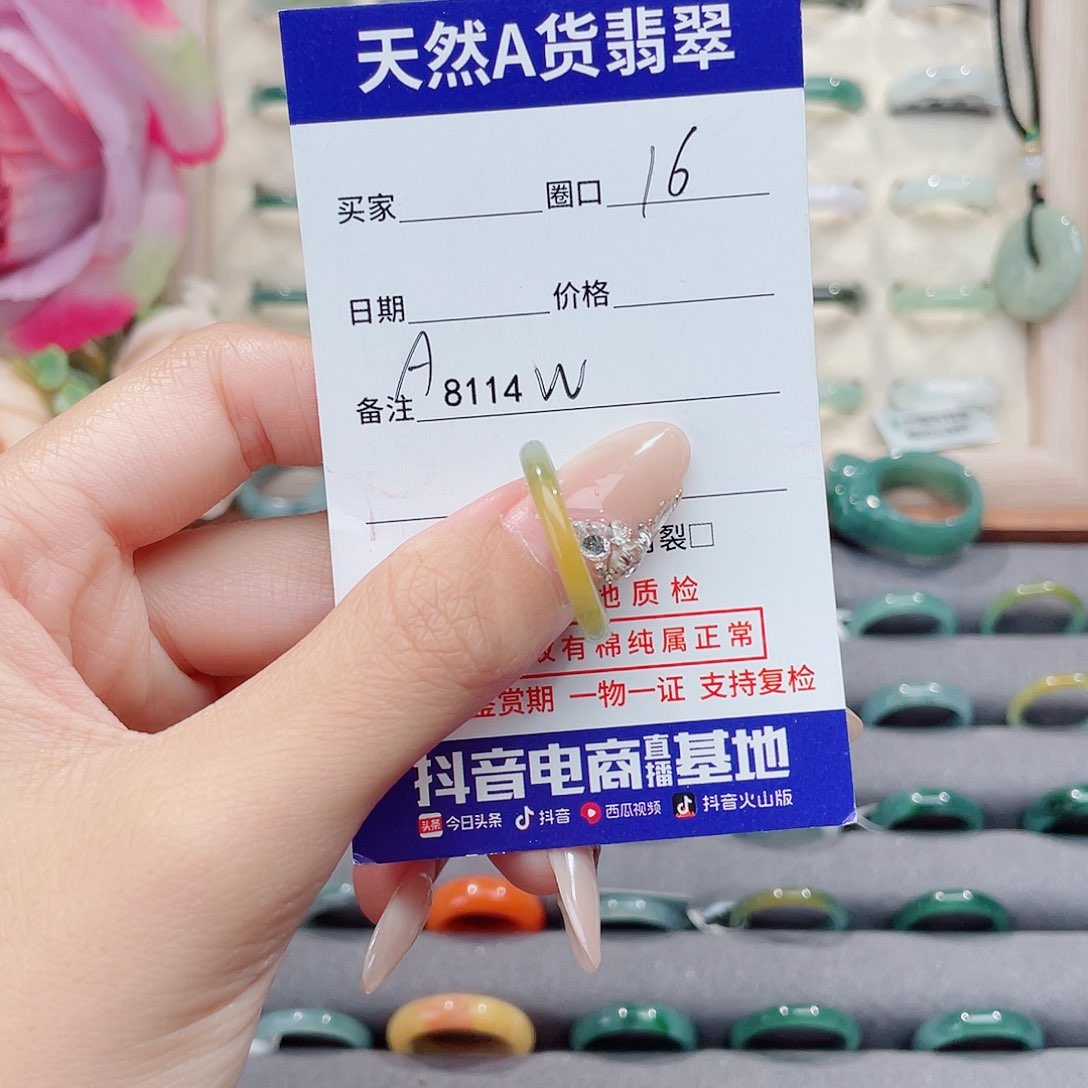 天然A货翡翠
买家 圈口 16
日期 价格
备注 A 8114 W
裂□
质检
有棉纯属正常
鉴赏期 一物一证 支持复检
抖音电商直播基地
头条 今日头条 抖音 西瓜视频 抖音火山版